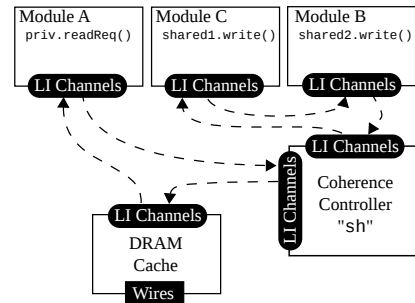 Module A
priv.readReq()
LI Channels
Module C
shared1.write()
LI Channels
Module B
shared2.write()
LI Channels
LI Channels
LI Channels
Coherence
Controller
"sh"
LI Channels
DRAM
Cache
Wires